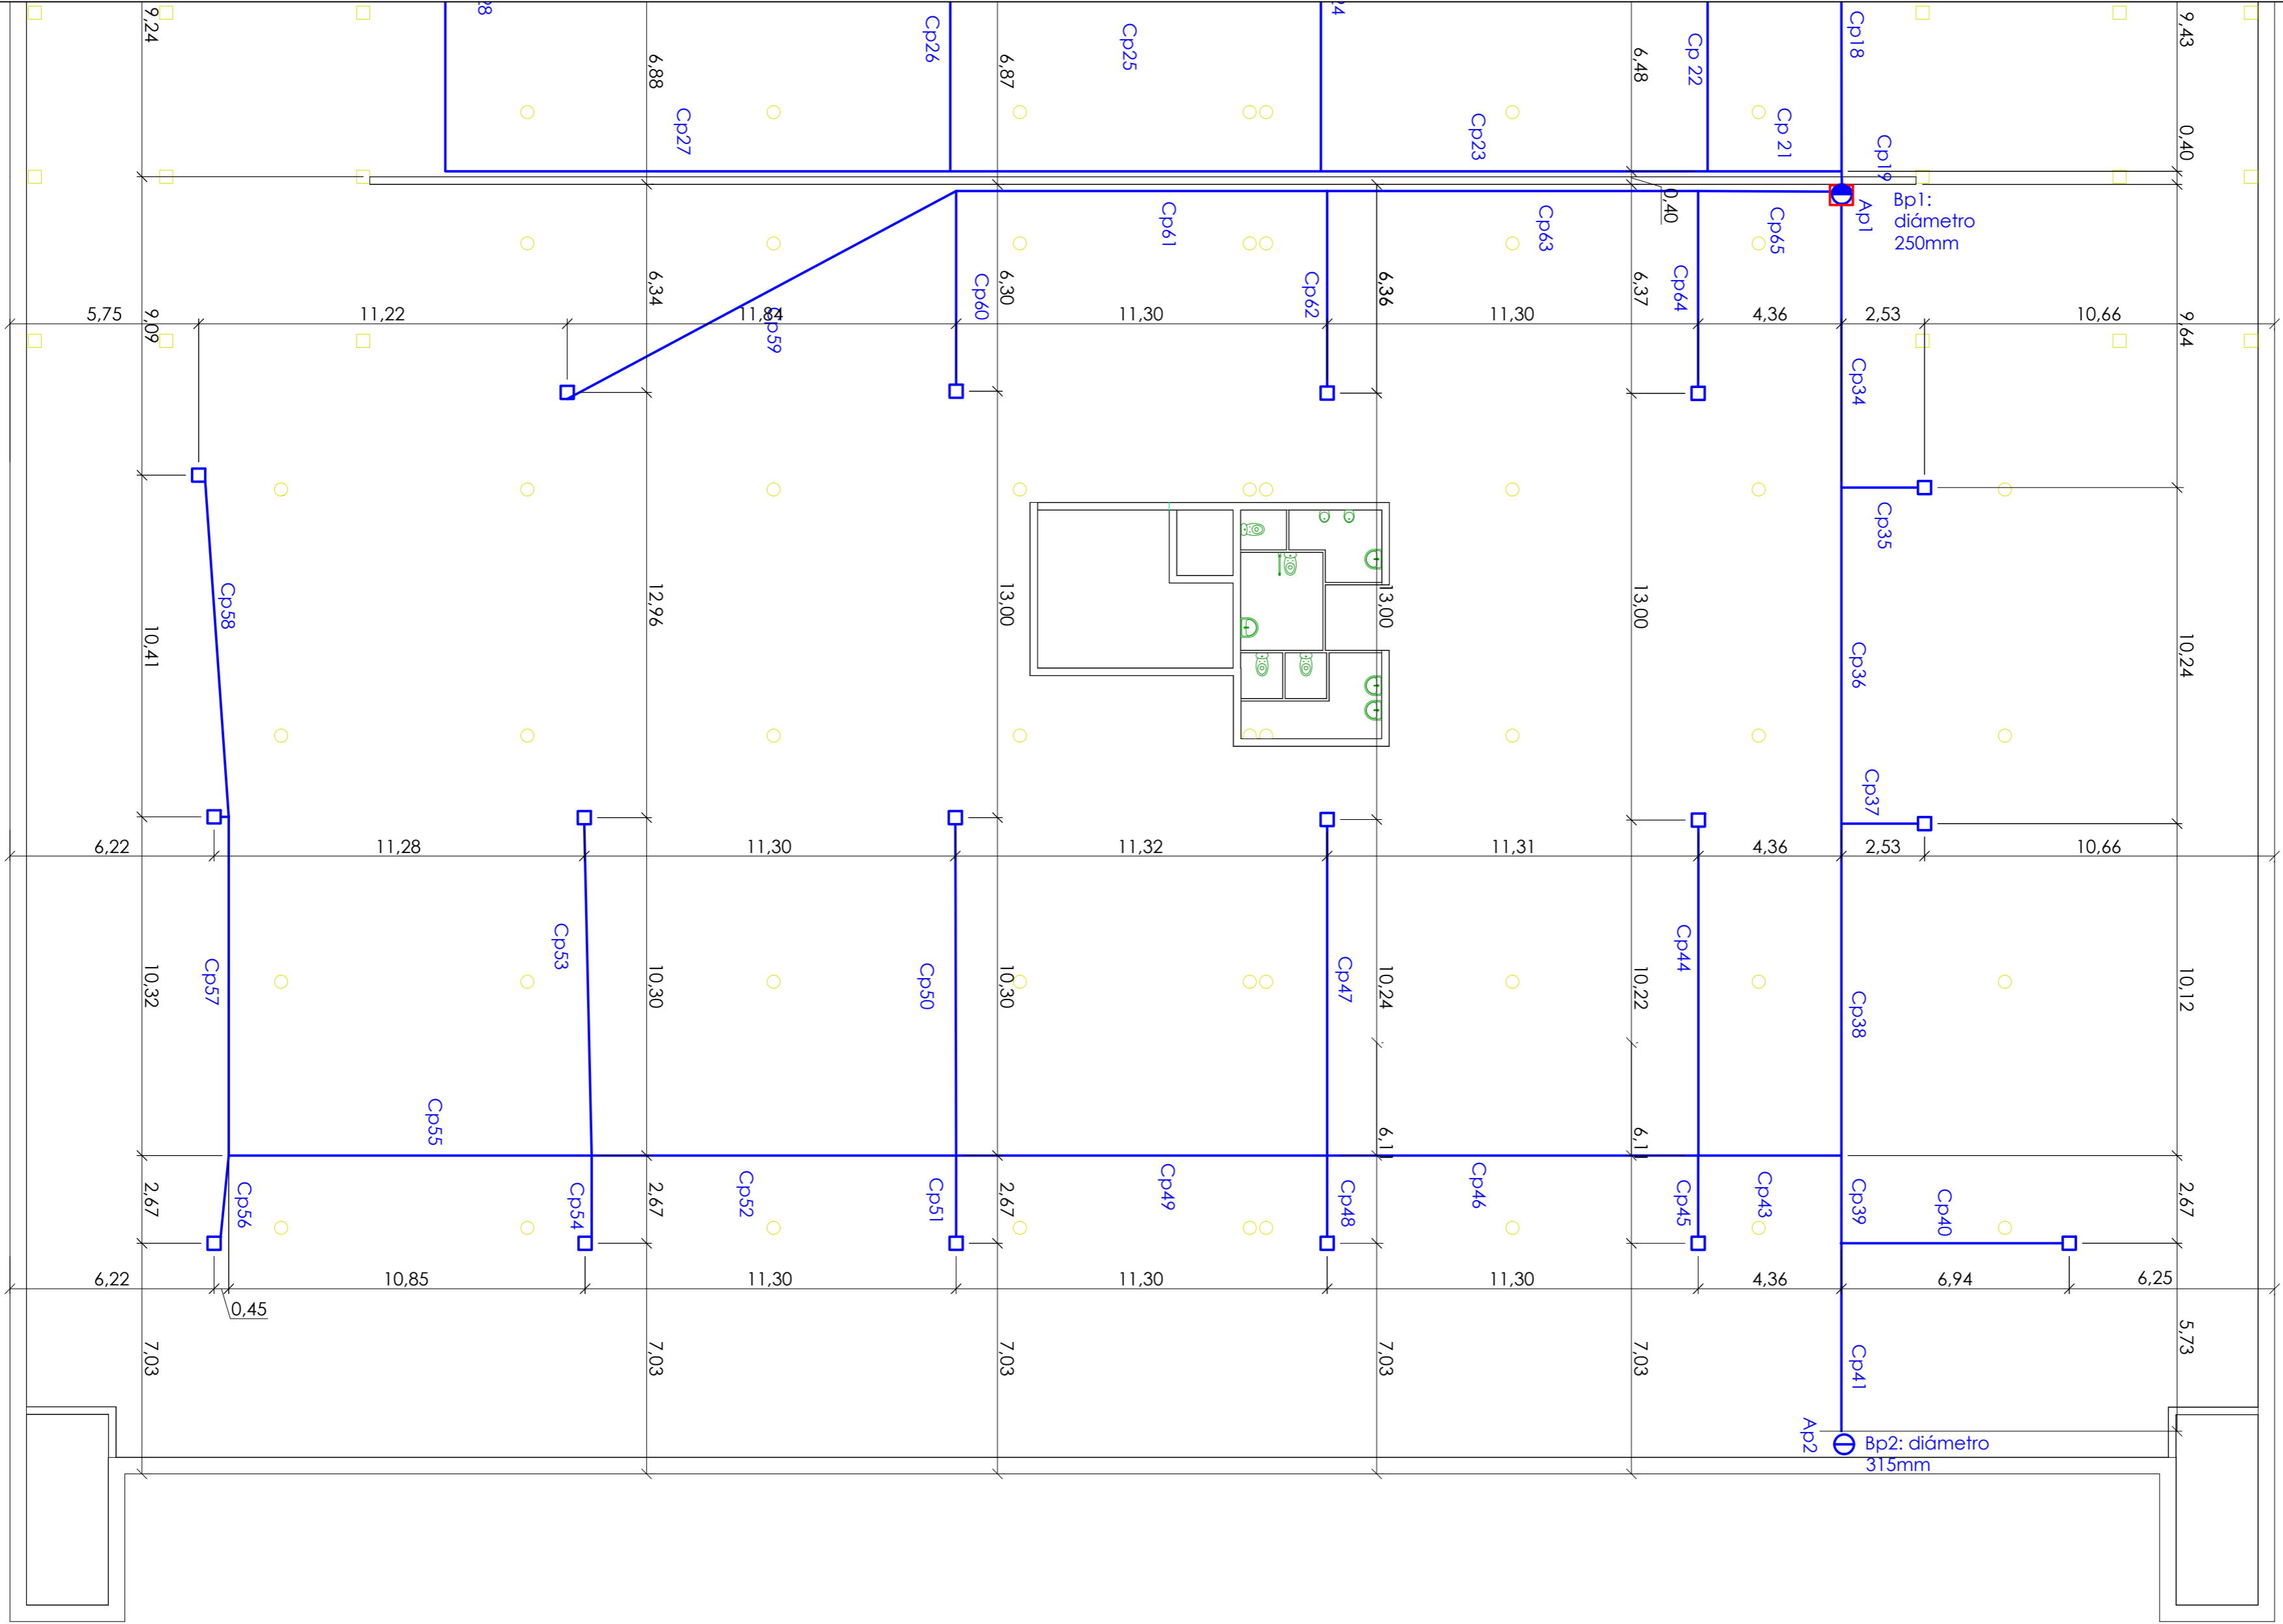 9,24
28
6,88
Cp26
6,87
Cp25
24
6,48
Cp 22
Cp18
9,43
Cp27
Cp23
Cp 21
Cp19
0,40
Bp1:
diámetro
250mm
Ap1
0,40
Cp61
Cp63
Cp65
6,34
6,30
Cp60
Cp62
6,36
6,37
Cp64
9,09
9,64
5,75
11,22
11,84
11,30
11,30
4,36
2,53
10,66
Cp59
Cp34
Cp35
Cp58
10,41
12,96
13,00
13,00
13,00
Cp36
10,24
Cp37
6,22
11,28
11,30
11,32
11,31
4,36
2,53
10,66
Cp53
Cp57
10,32
10,30
Cp50
10,30
Cp47
10,24
10,22
Cp44
Cp38
10,12
Cp55
6,11
6,11
Cp56
2,67
Cp54
2,67
Cp52
Cp51
2,67
Cp49
Cp48
Cp46
Cp45
Cp43
Cp39
Cp40
2,67
6,22
10,85
11,30
11,30
11,30
4,36
6,94
6,25
0,45
7,03
7,03
7,03
7,03
7,03
Cp41
5,73
Ap2
Bp2: diámetro
315mm